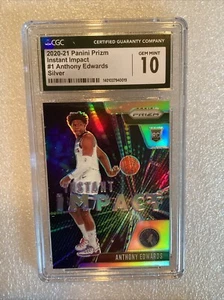 CGC
CERTIFIED GUARANTY COMPANY
2020-21 Panini Prizm
Instant Impact
#1 Anthony Edwards
Silver
GEM MINT
10
PRIZM
RC
INSTANT
IMPACT
ANTHONY EDWARDS